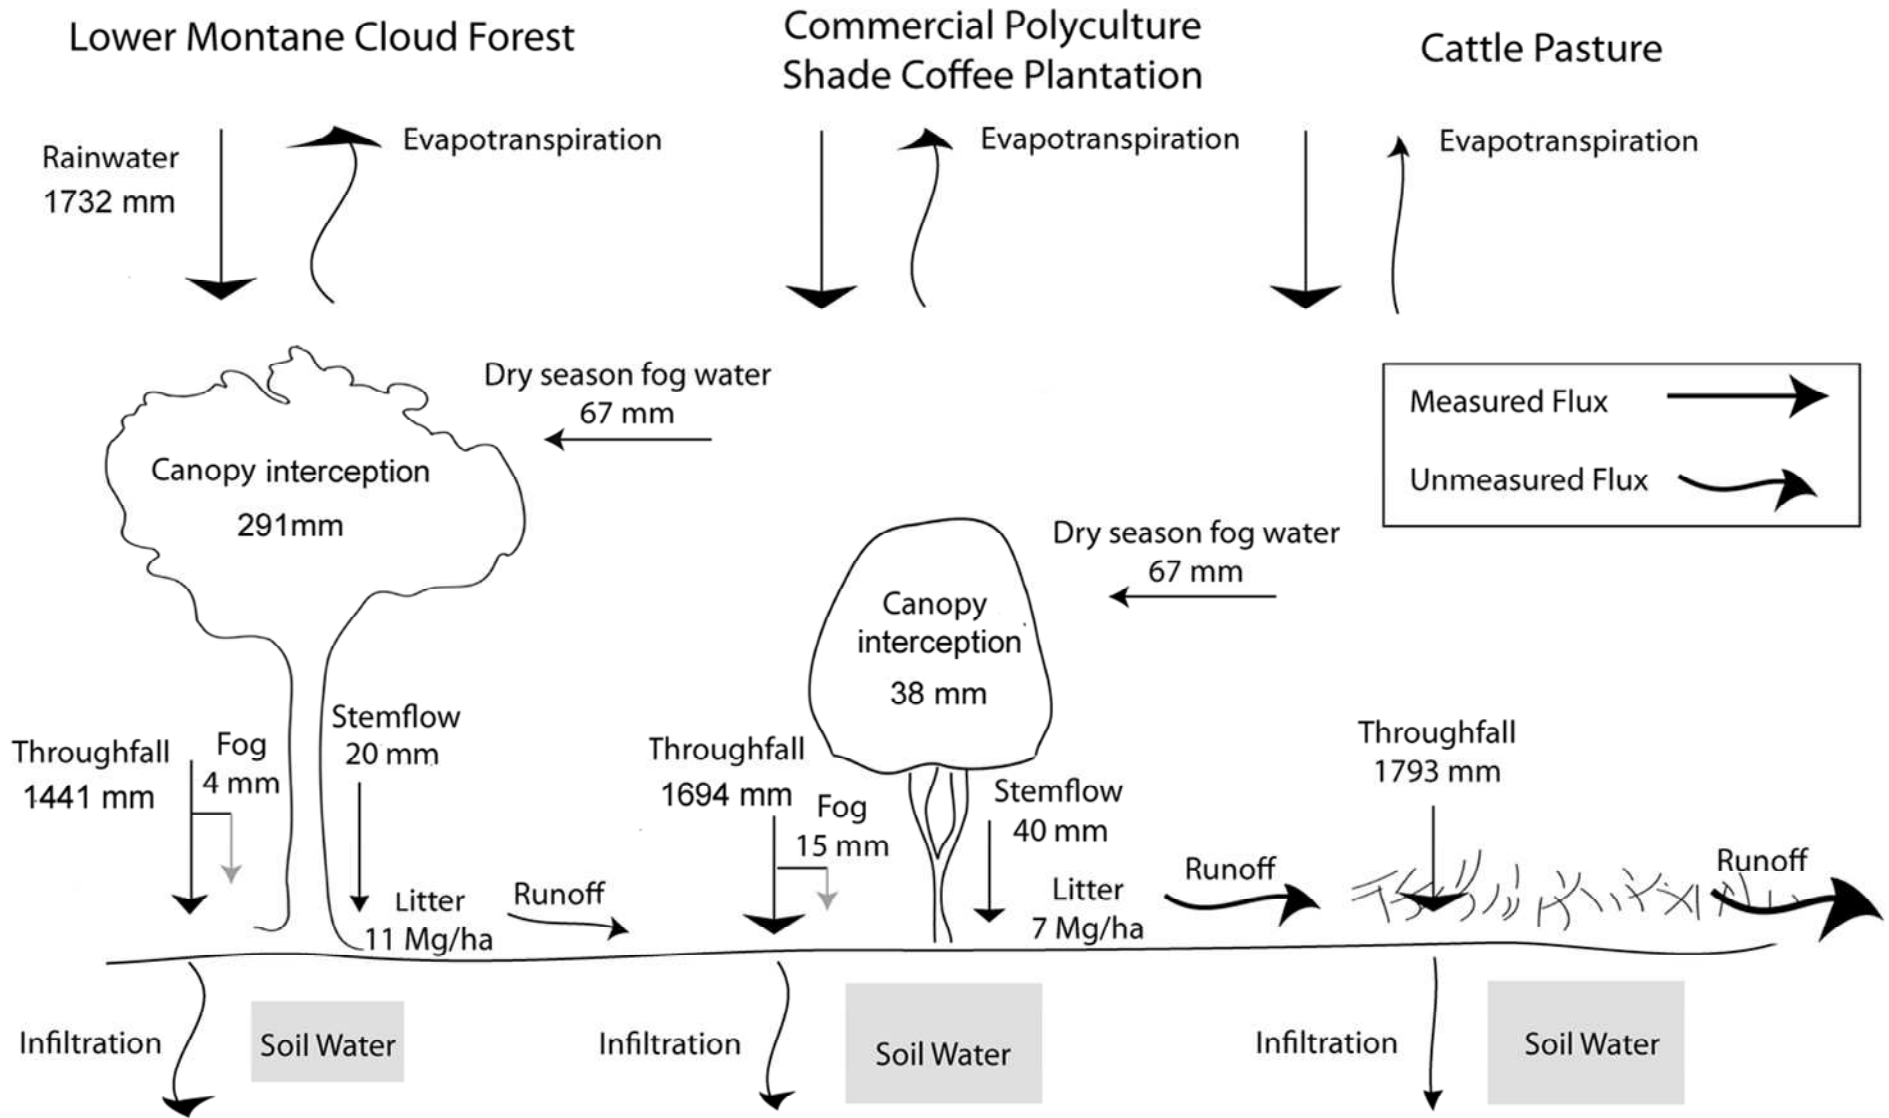 Lower Montane Cloud Forest
Commercial Polyculture
Shade Coffee Plantation
Cattle Pasture
Rainwater
1732 mm
Evapotranspiration
Evapotranspiration
Evapotranspiration
Dry season fog water
67 mm
Measured Flux
Unmeasured Flux
Canopy interception
291mm
Dry season fog water
67 mm
Canopy
interception
38 mm
Throughfall
1441 mm
Fog
4 mm
Stemflow
20 mm
Litter
11 Mg/ha
Runoff
Throughfall
1694 mm
Fog
15 mm
Stemflow
40 mm
Litter
7 Mg/ha
Runoff
Throughfall
1793 mm
Runoff
Infiltration
Soil Water
Infiltration
Soil Water
Infiltration
Soil Water